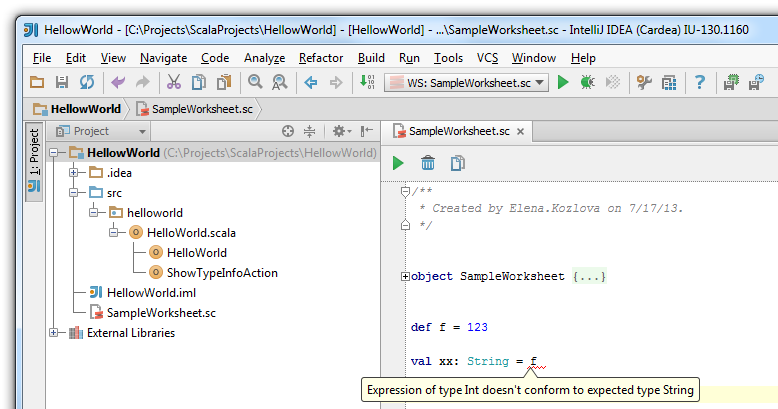 HellowWorld - [C:\Projects\ScalaProjects\HellowWorld] - [HellowWorld] - ...\SampleWorksheet.sc - IntelliJ IDEA (Cardea) IU-130.1160
File Edit View Navigate Code Analyze Refactor Build Run Tools VCS Window Help
WS: SampleWorksheet.sc
HellowWorld SampleWorksheet.sc
1: Project
Project
HellowWorld (C:\Projects\ScalaProjects\HellowWorld)
.idea
src
helloworld
HelloWorld.scala
HelloWorld
ShowTypeInfoAction
HellowWorld.iml
SampleWorksheet.sc
External Libraries
SampleWorksheet.sc
/**
* Created by Elena.Kozlova on 7/17/13.
*/
object SampleWorksheet {...}
def f = 123
val xx: String = f
Expression of type Int doesn't conform to expected type String